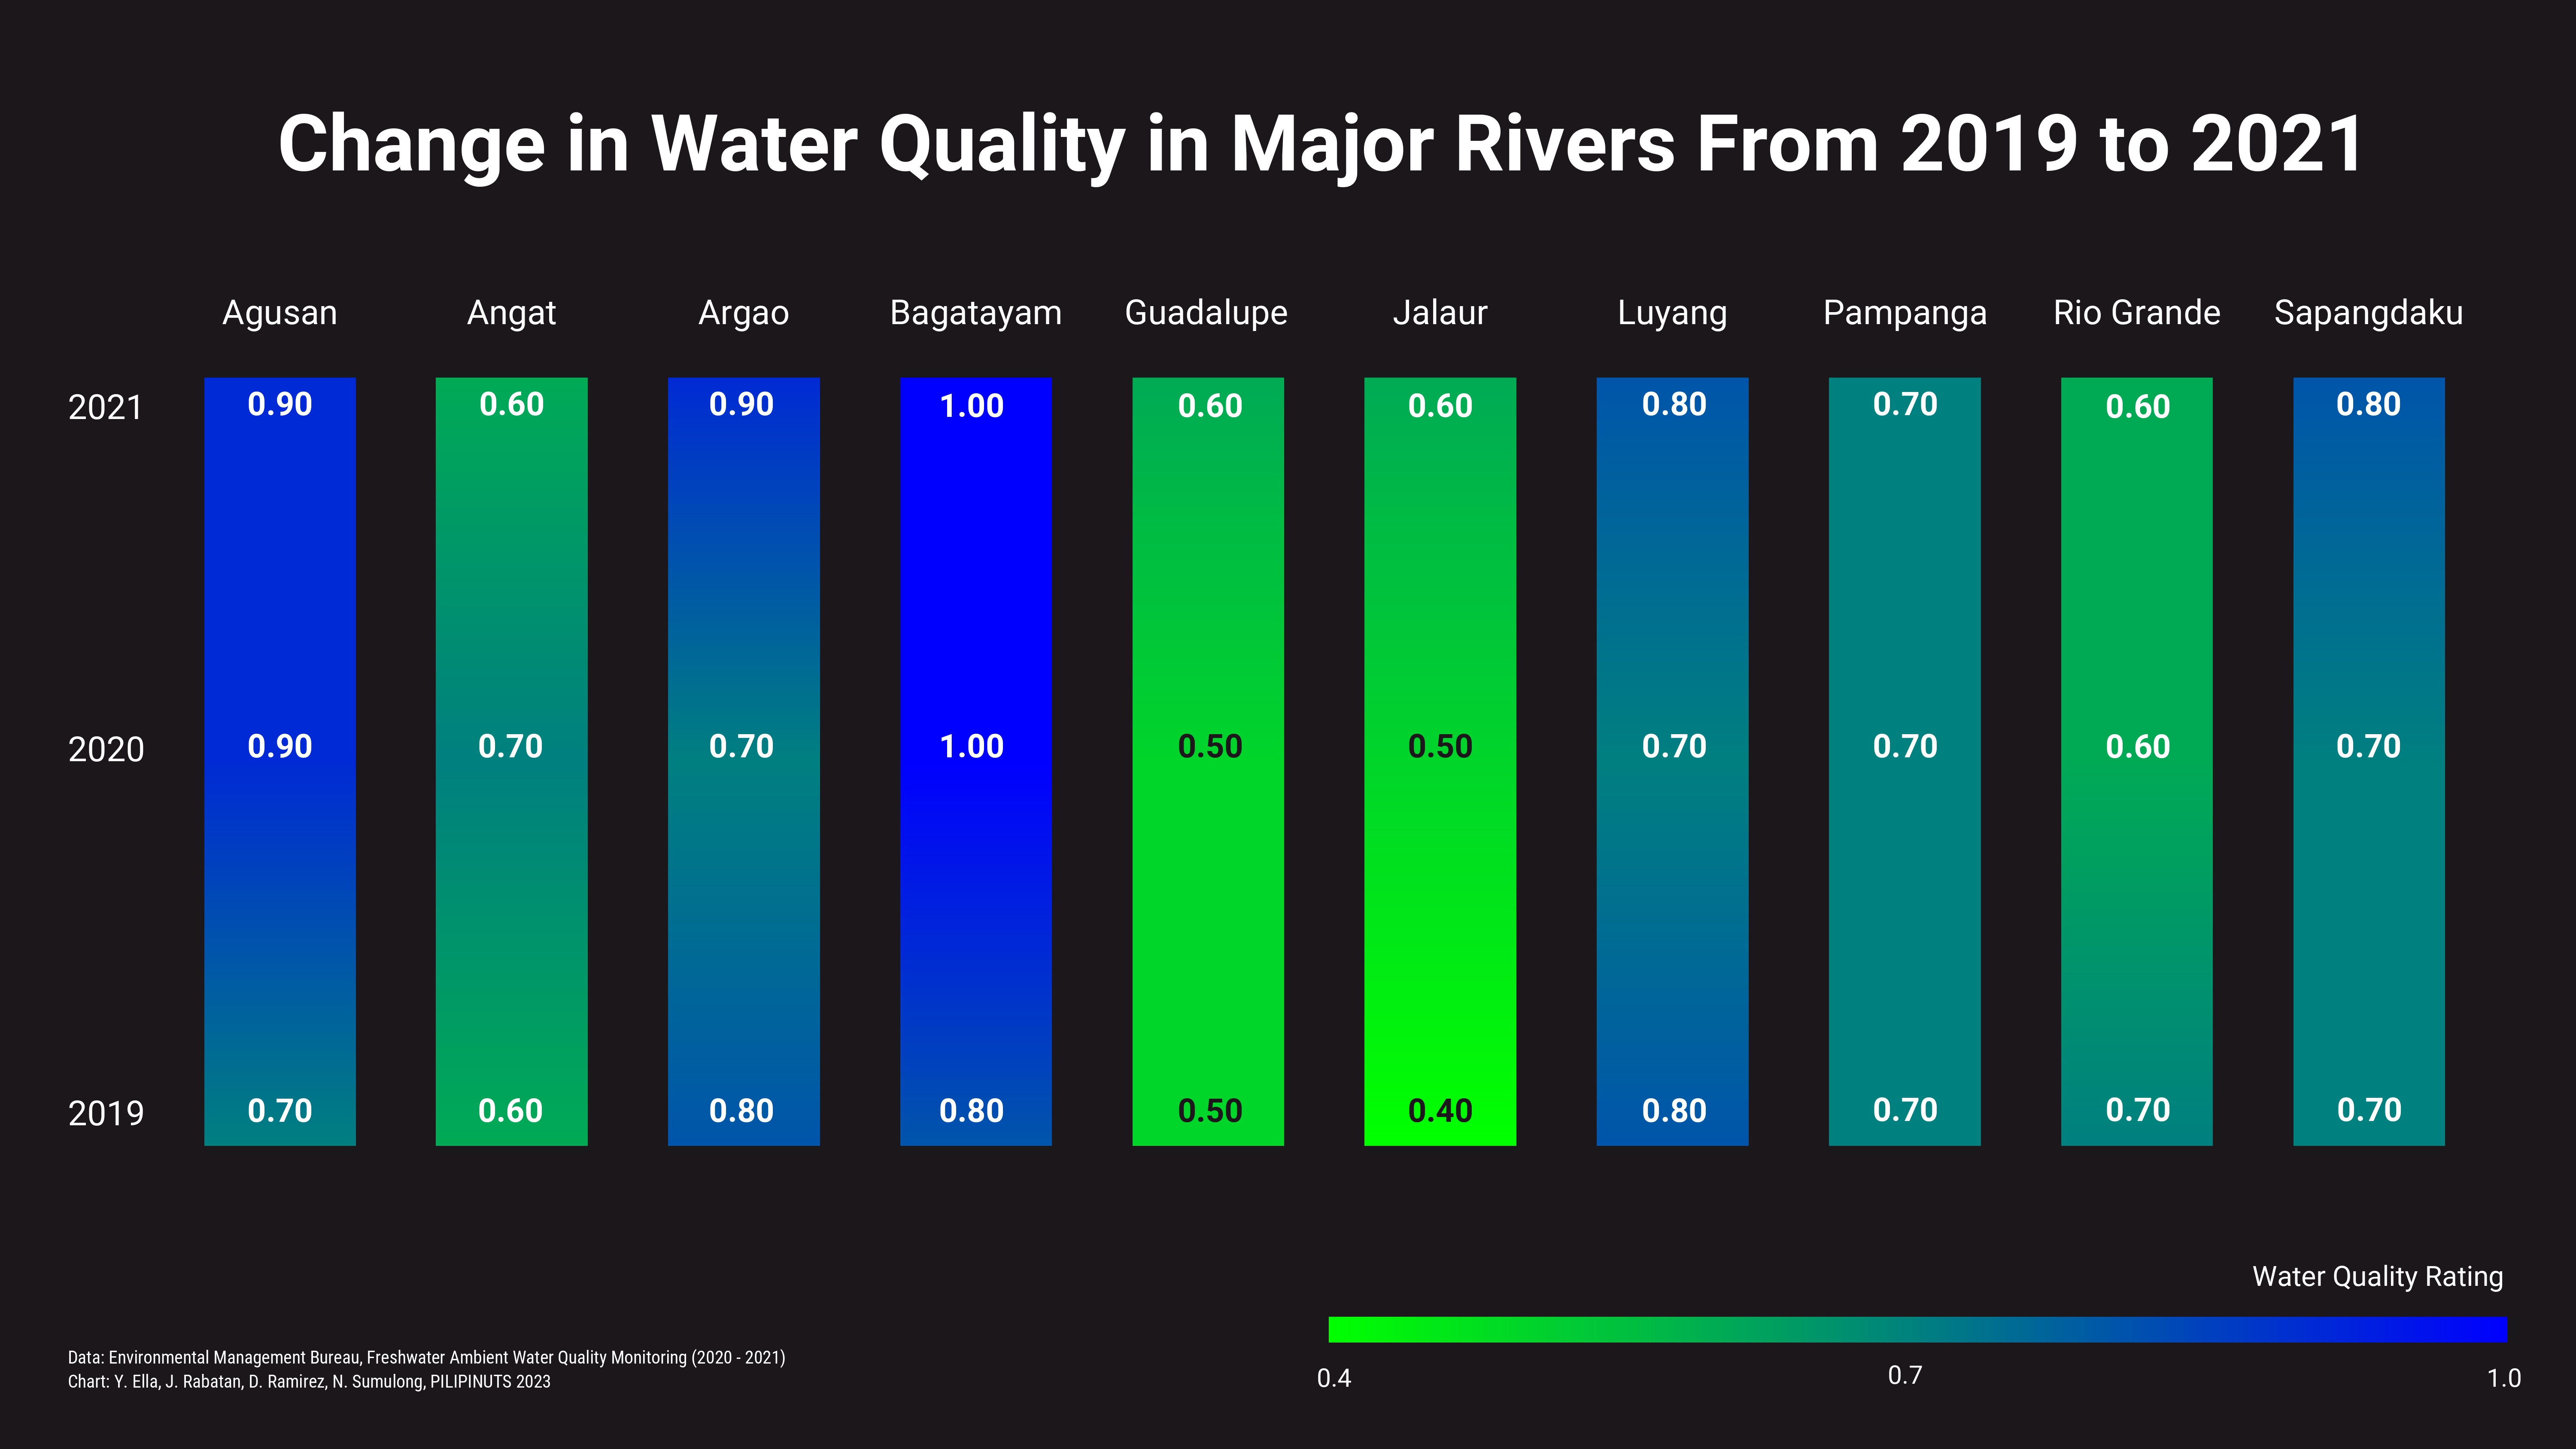 Change in Water Quality in Major Rivers From 2019 to 2021
Agusan Angat Argao Bagatayam Guadalupe Jalaur Luyang Pampanga Rio Grande Sapangdaku
2021 0.90 0.60 0.90 1.00 0.60 0.60 0.80 0.70 0.60 0.80
2020 0.90 0.70 0.70 1.00 0.50 0.50 0.70 0.70 0.60 0.70
2019 0.70 0.60 0.80 0.80 0.50 0.40 0.80 0.70 0.70 0.70
Water Quality Rating
0.4 0.7 1.0
Data: Environmental Management Bureau, Freshwater Ambient Water Quality Monitoring (2020 - 2021)
Chart: Y. Ella, J. Rabatan, D. Ramirez, N. Sumulong, PILIPINUTS 2023